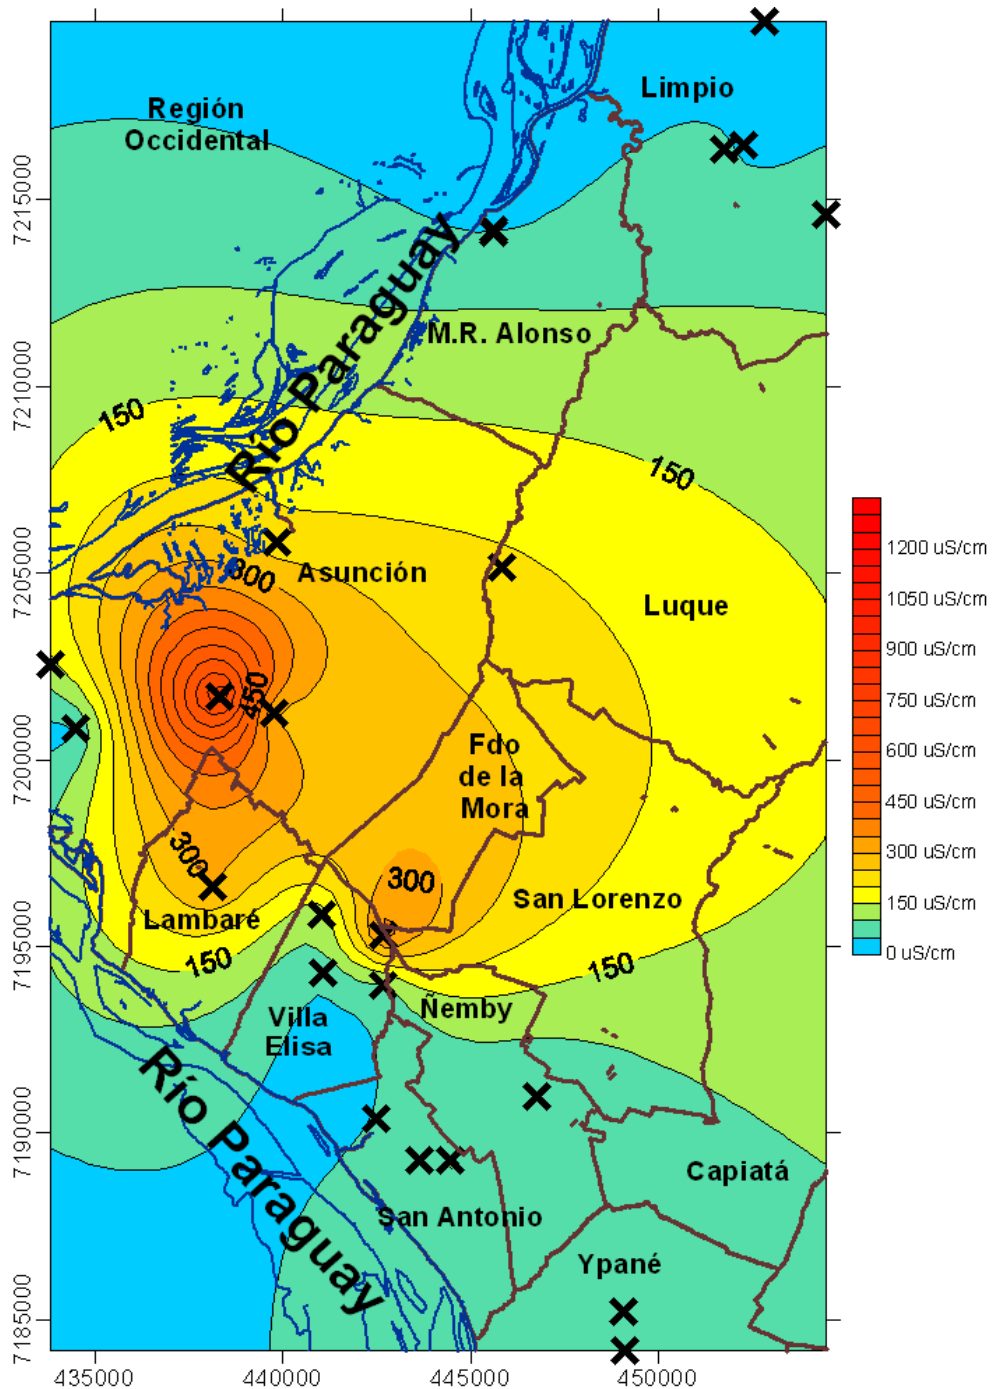 Región
Occidental
Limpio
Río Paraguay
M.R. Alonso
150
150
300
Asunción
Luque
450
Fdo
de la
Mora
300
300
Lambaré
San Lorenzo
150
150
Villa
Elisa
Ñemby
Río Paraguay
San Antonio
Capiatá
Ypané
7215000
7210000
7205000
7200000
7195000
7190000
7185000
435000
440000
445000
450000
1200 uS/cm
1050 uS/cm
900 uS/cm
750 uS/cm
600 uS/cm
450 uS/cm
300 uS/cm
150 uS/cm
0 uS/cm